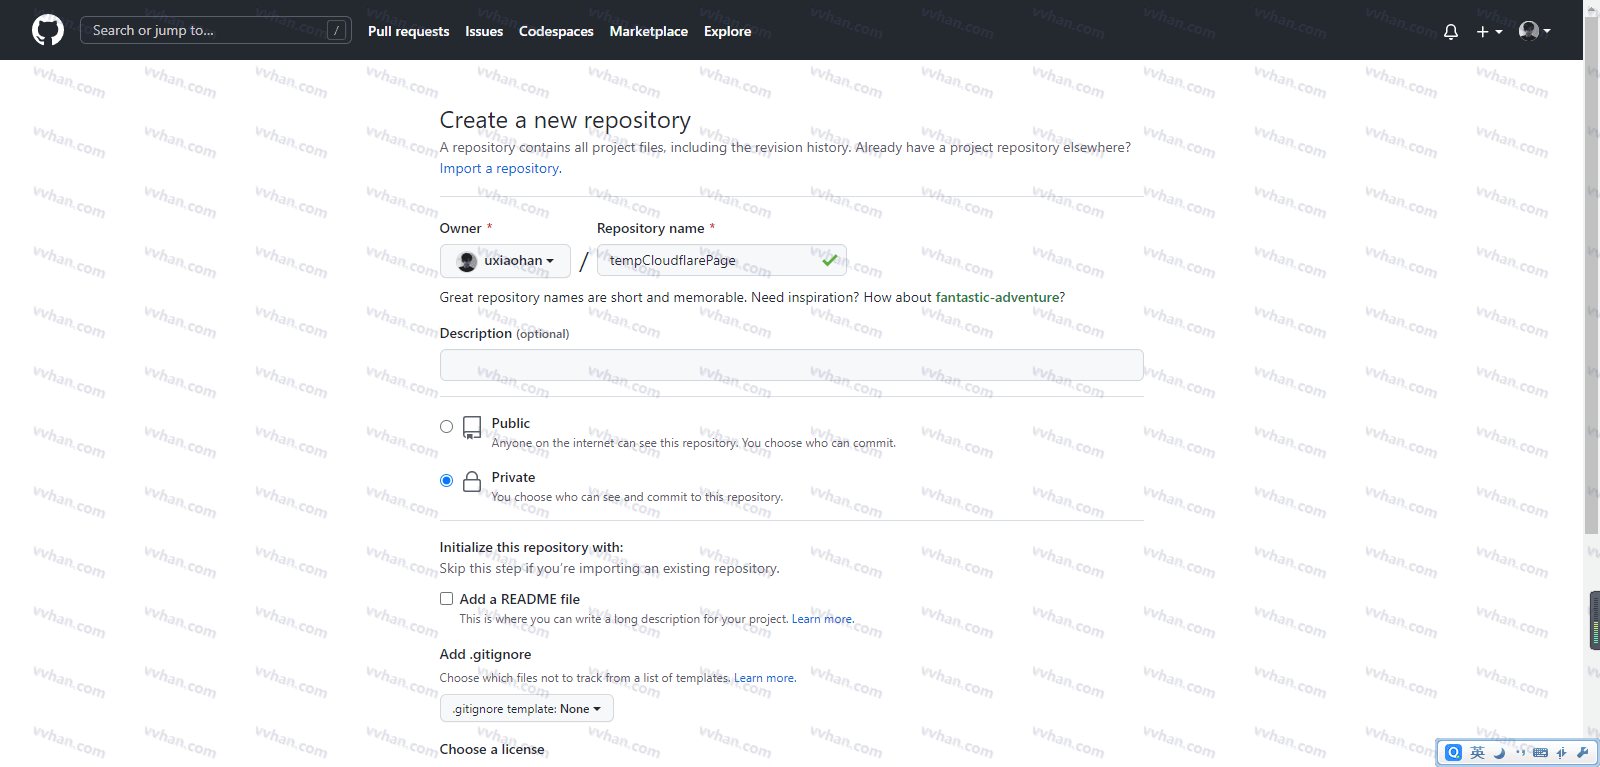 Search or jump to... / Pull requests Issues Codespaces Marketplace Explore
Create a new repository
A repository contains all project files, including the revision history. Already have a project repository elsewhere?
Import a repository.
Owner * Repository name *
uxiaohan / tempCloudflarePage
Great repository names are short and memorable. Need inspiration? How about fantastic-adventure?
Description (optional)
Public
Anyone on the internet can see this repository. You choose who can commit.
Private
You choose who can see and commit to this repository.
Initialize this repository with:
Skip this step if you’re importing an existing repository.
Add a README file
This is where you can write a long description for your project. Learn more.
Add .gitignore
Choose which files not to track from a list of templates. Learn more.
.gitignore template: None
Choose a license
英
vvhan.com